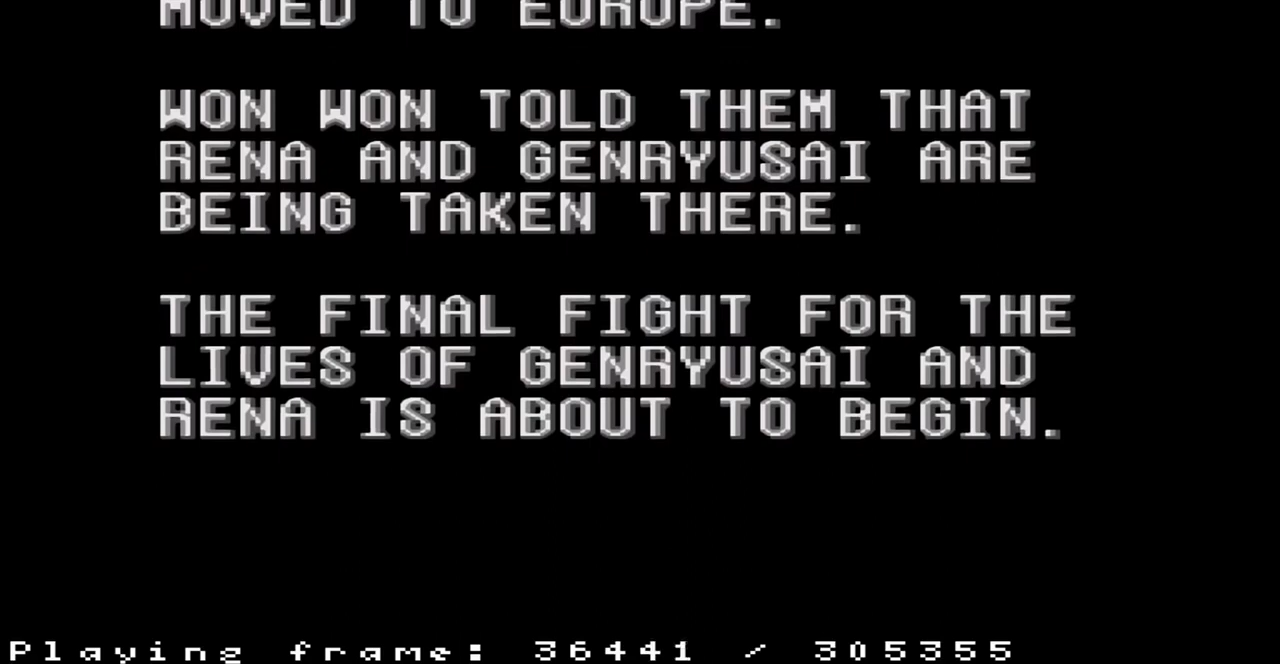 MOVED TO EUROPE.
WON WON TOLD THEM THAT
RENA AND GENRYUSAI ARE
BEING TAKEN THERE.
THE FINAL FIGHT FOR THE
LIVES OF GENRYUSAI AND
RENA IS ABOUT TO BEGIN.
Playing frame: 36441 / 305355